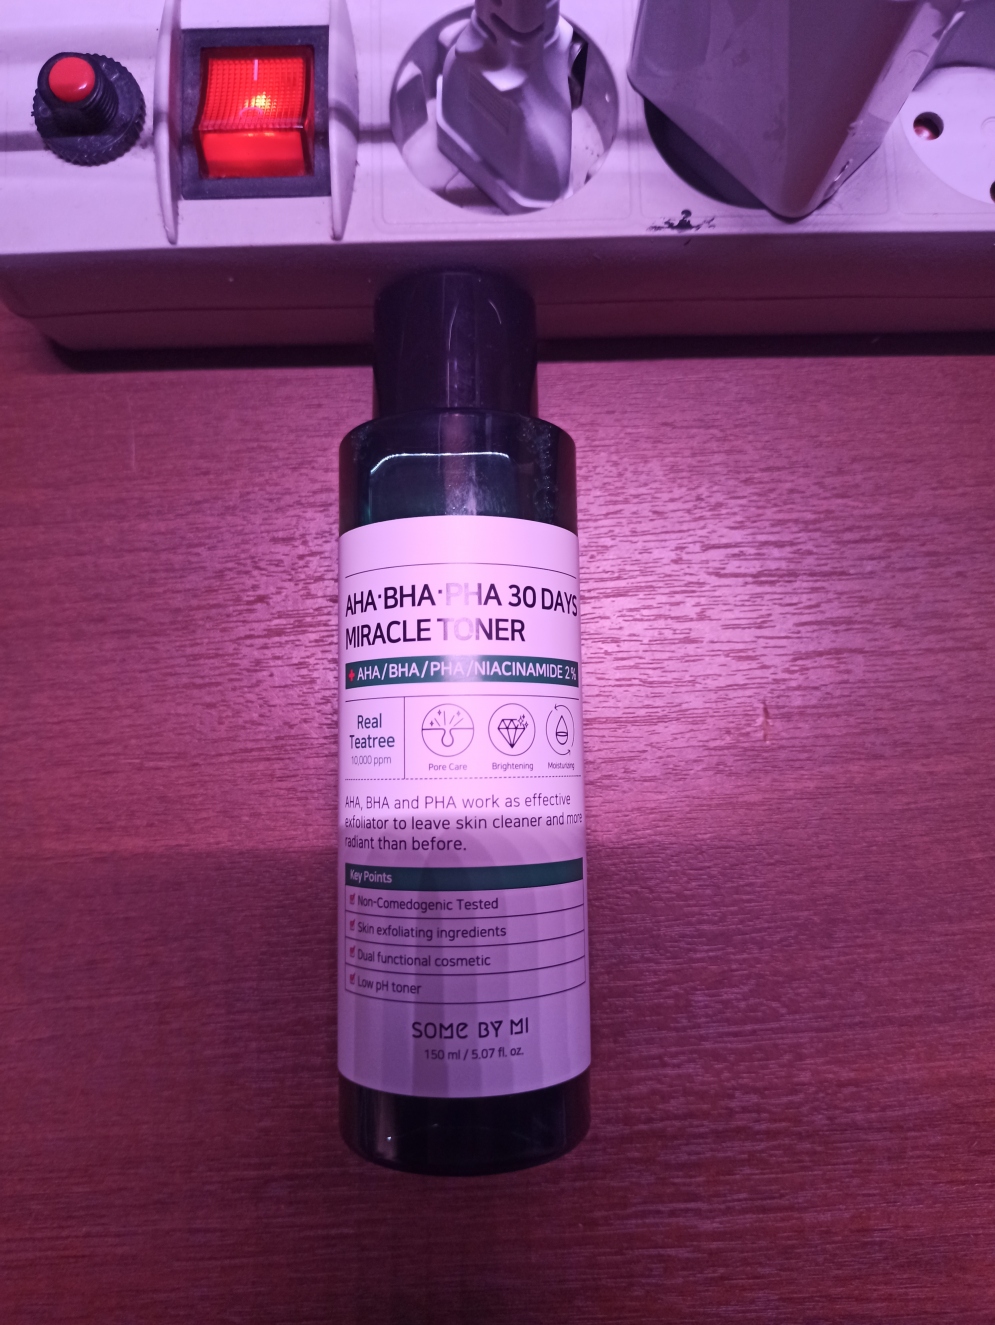 AHA·BHA·PHA 30 DAYS
MIRACLE TONER
+ AHA/BHA/PHA/NIACINAMIDE 2%
Real
Teatree
10,000 ppm
Pore Care
Brightening
Moisturizing
AHA, BHA and PHA work as effective
exfoliator to leave skin cleaner and more
radiant than before.
Key Points
Non-Comedogenic Tested
Skin exfoliating ingredients
Dual functional cosmetic
Low pH toner
SOME BY MI
150 ml / 5.07 fl. oz.